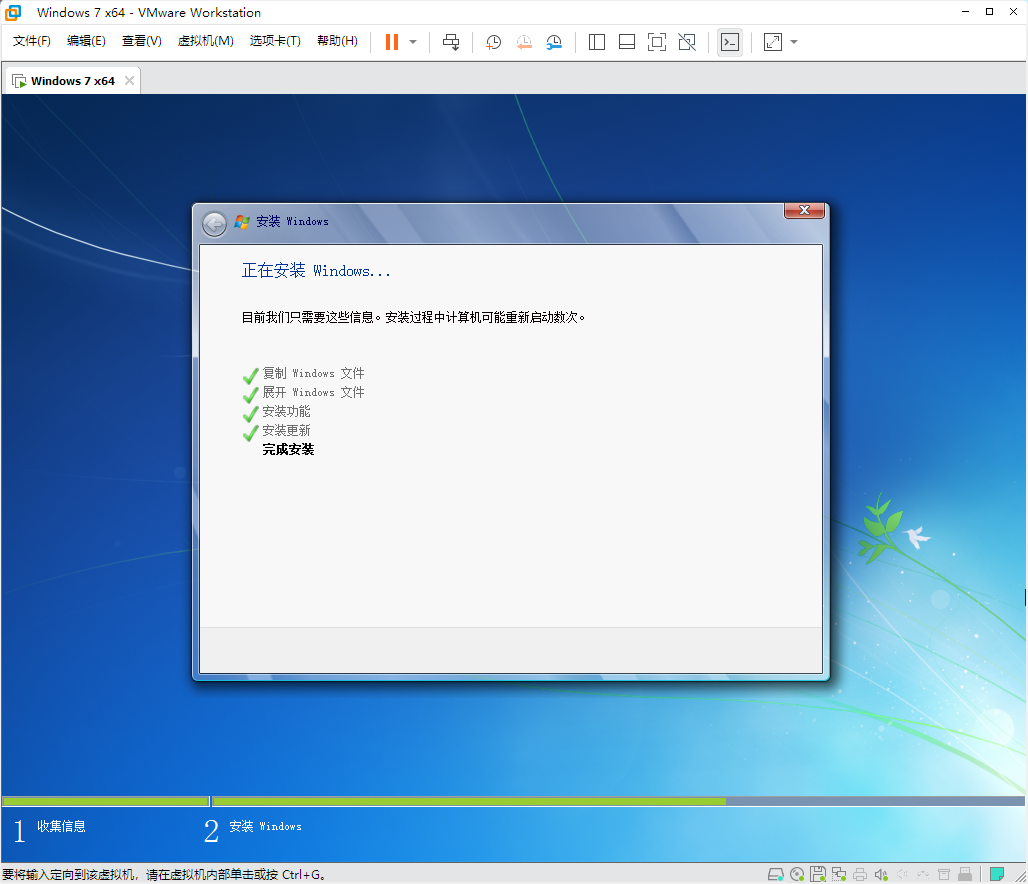 Windows 7 x64 - VMware Workstation
文件(F) 编辑(E) 查看(V) 虚拟机(M) 选项卡(T) 帮助(H)
Windows 7 x64
安装 Windows
正在安装 Windows...
目前我们只需要这些信息。安装过程中计算机可能重新启动数次。
复制 Windows 文件
展开 Windows 文件
安装功能
安装更新
完成安装
1 收集信息 2 安装 Windows
要将输入定向到该虚拟机，请在虚拟机内部单击或按 Ctrl+G。